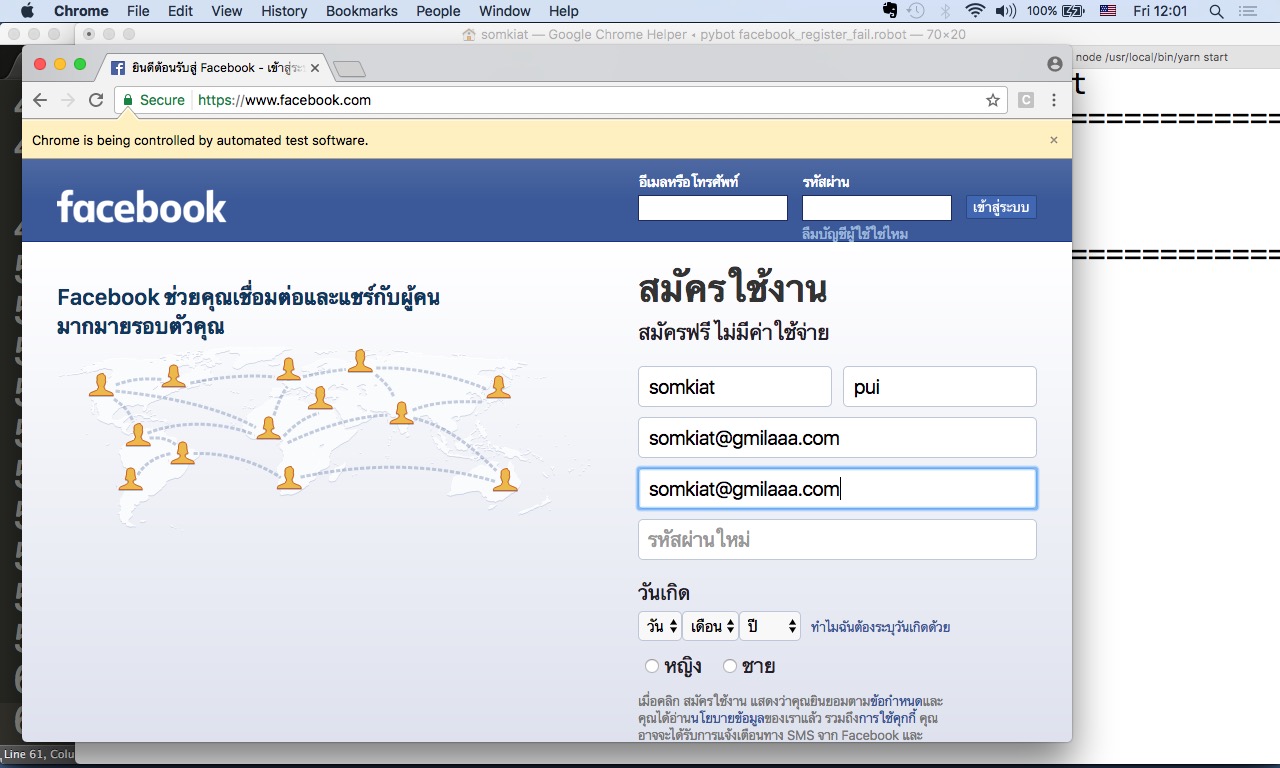 Chrome File Edit View History Bookmarks People Window Help 100% Fri 12:01
somkiat — Google Chrome Helper ◂ pybot facebook_register_fail.robot — 70×20
node /usr/local/bin/yarn start
ยินดีต้อนรับสู่ Facebook - เข้าสู่ระ
Secure https://www.facebook.com
Chrome is being controlled by automated test software.
facebook
อีเมลหรือโทรศัพท์ รหัสผ่าน
เข้าสู่ระบบ
ลืมบัญชีผู้ใช้ใช่ไหม
Facebook ช่วยคุณเชื่อมต่อและแชร์กับผู้คน
มากมายรอบตัวคุณ
สมัครใช้งาน
สมัครฟรี ไม่มีค่าใช้จ่าย
somkiat pui
somkiat@gmilaaa.com
somkiat@gmilaaa.com
รหัสผ่านใหม่
วันเกิด
วัน เดือน ปี ทำไมฉันต้องระบุวันเกิดด้วย
หญิง ชาย
เมื่อคลิก สมัครใช้งาน แสดงว่าคุณยินยอมตามข้อกำหนดและ
คุณได้อ่านนโยบายข้อมูลของเราแล้ว รวมถึงการใช้คุกกี้ คุณ
อาจจะได้รับการแจ้งเตือนทาง SMS จาก Facebook และ
Line 61, Colu